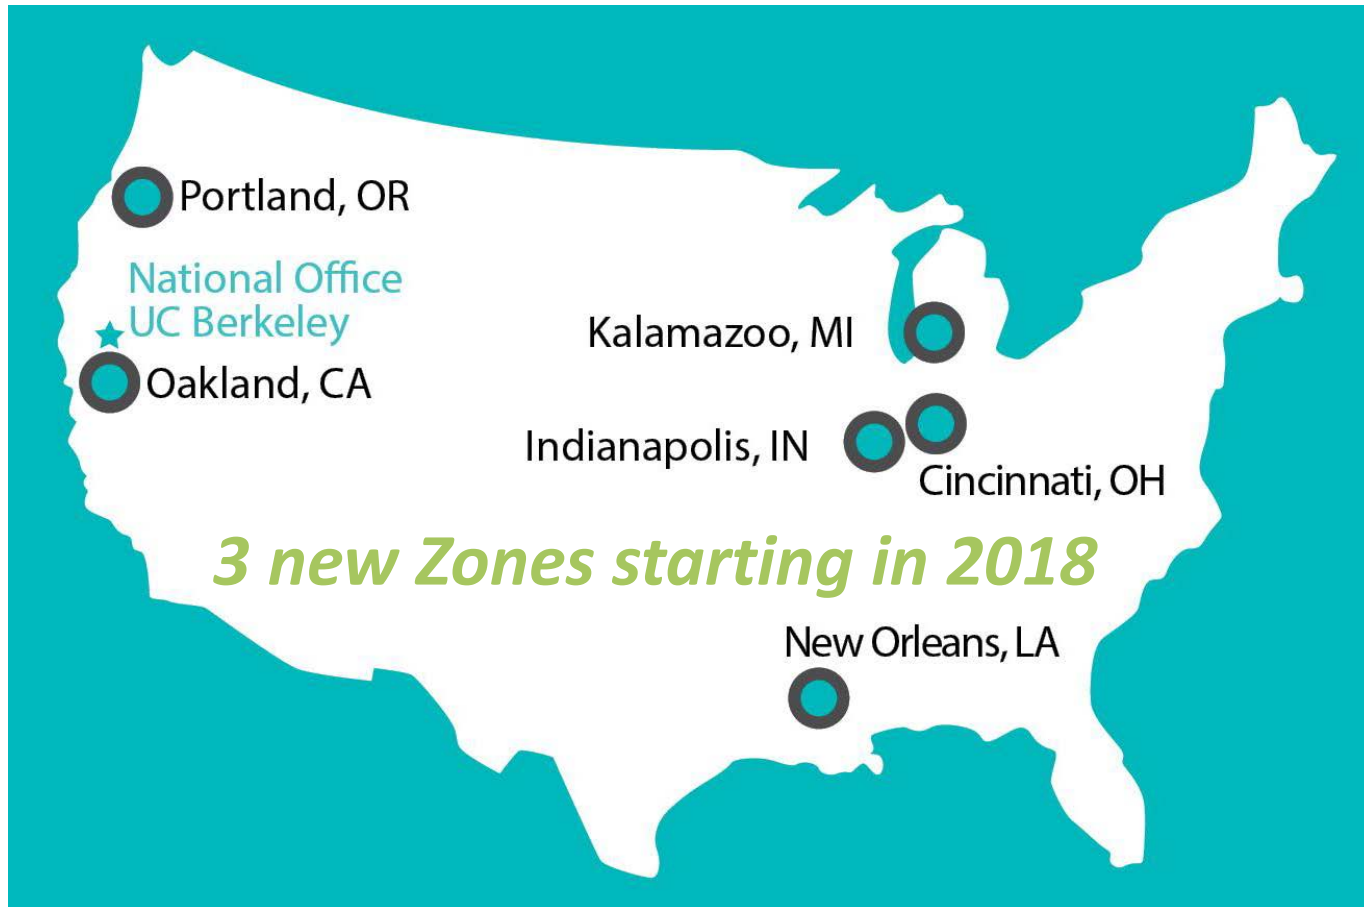 Portland, OR
National Office
UC Berkeley
Oakland, CA
Kalamazoo, MI
Indianapolis, IN
Cincinnati, OH
3 new Zones starting in 2018
New Orleans, LA